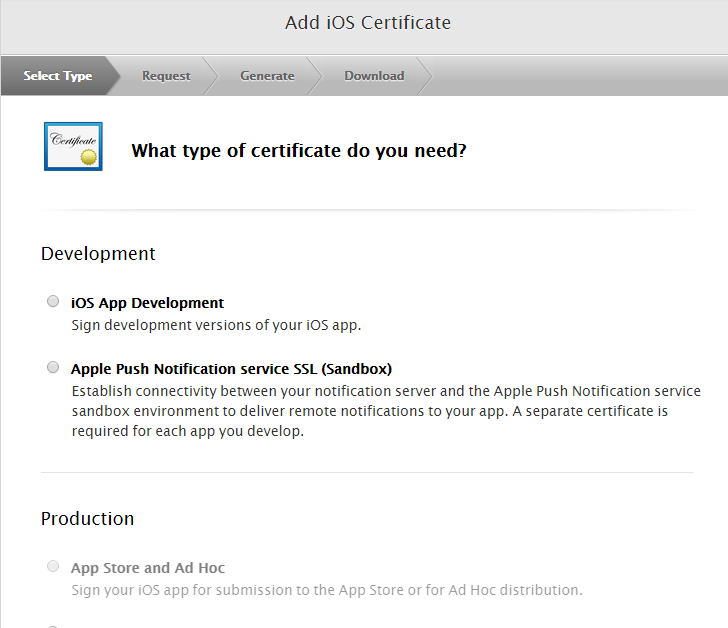 Add iOS Certificate
Select Type
Request
Generate
Download
Certificate
What type of certificate do you need?
Development
iOS App Development
Sign development versions of your iOS app.
Apple Push Notification service SSL (Sandbox)
Establish connectivity between your notification server and the Apple Push Notification service
sandbox environment to deliver remote notifications to your app. A separate certificate is
required for each app you develop.
Production
App Store and Ad Hoc
Sign your iOS app for submission to the App Store or for Ad Hoc distribution.